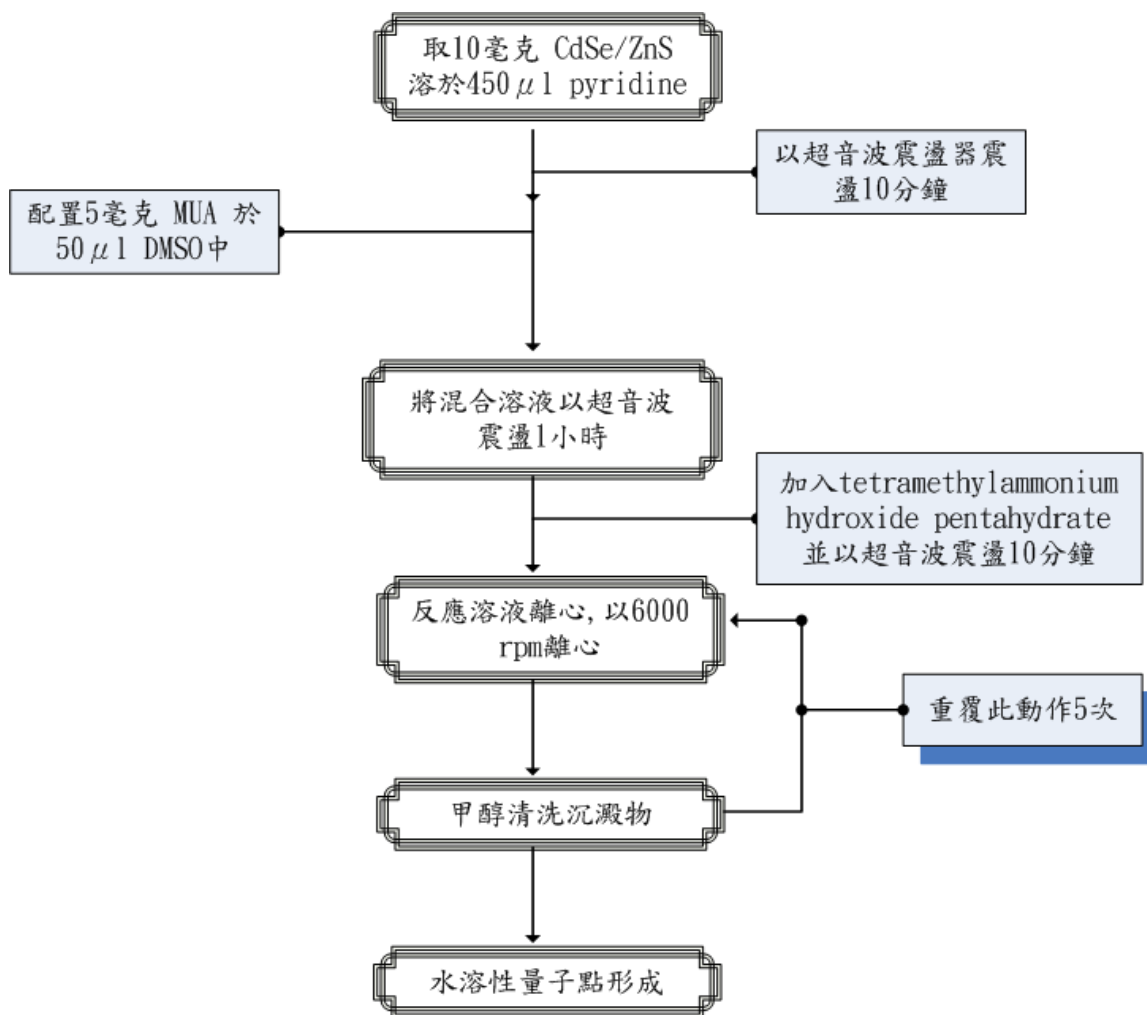 取10毫克 CdSe/ZnS
溶於450μl pyridine
以超音波震盪器震
盪10分鐘
配置5毫克 MUA 於
50μl DMSO中
將混合溶液以超音波
震盪1小時
加入tetramethylammonium
hydroxide pentahydrate
並以超音波震盪10分鐘
反應溶液離心, 以6000
rpm離心
重覆此動作5次
甲醇清洗沉澱物
水溶性量子點形成